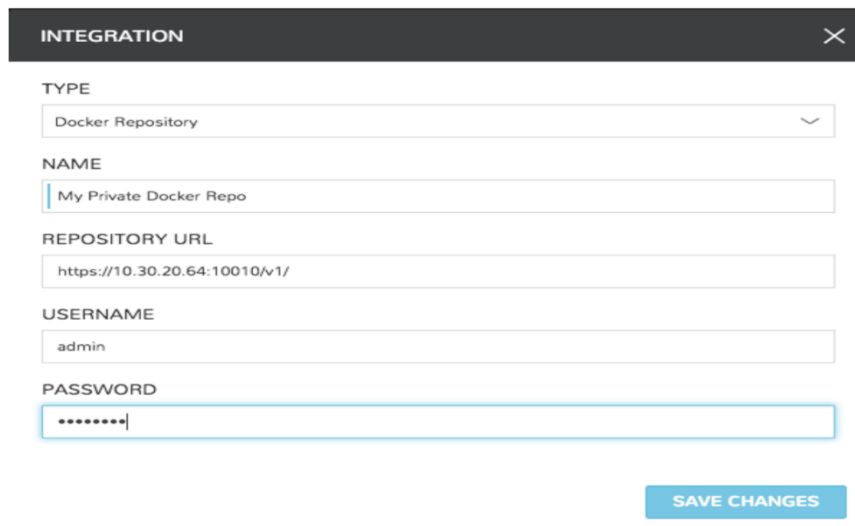 INTEGRATION
TYPE
Docker Repository
NAME
My Private Docker Repo
REPOSITORY URL
https://10.30.20.64:10010/v1/
USERNAME
admin
PASSWORD
••••••••
SAVE CHANGES